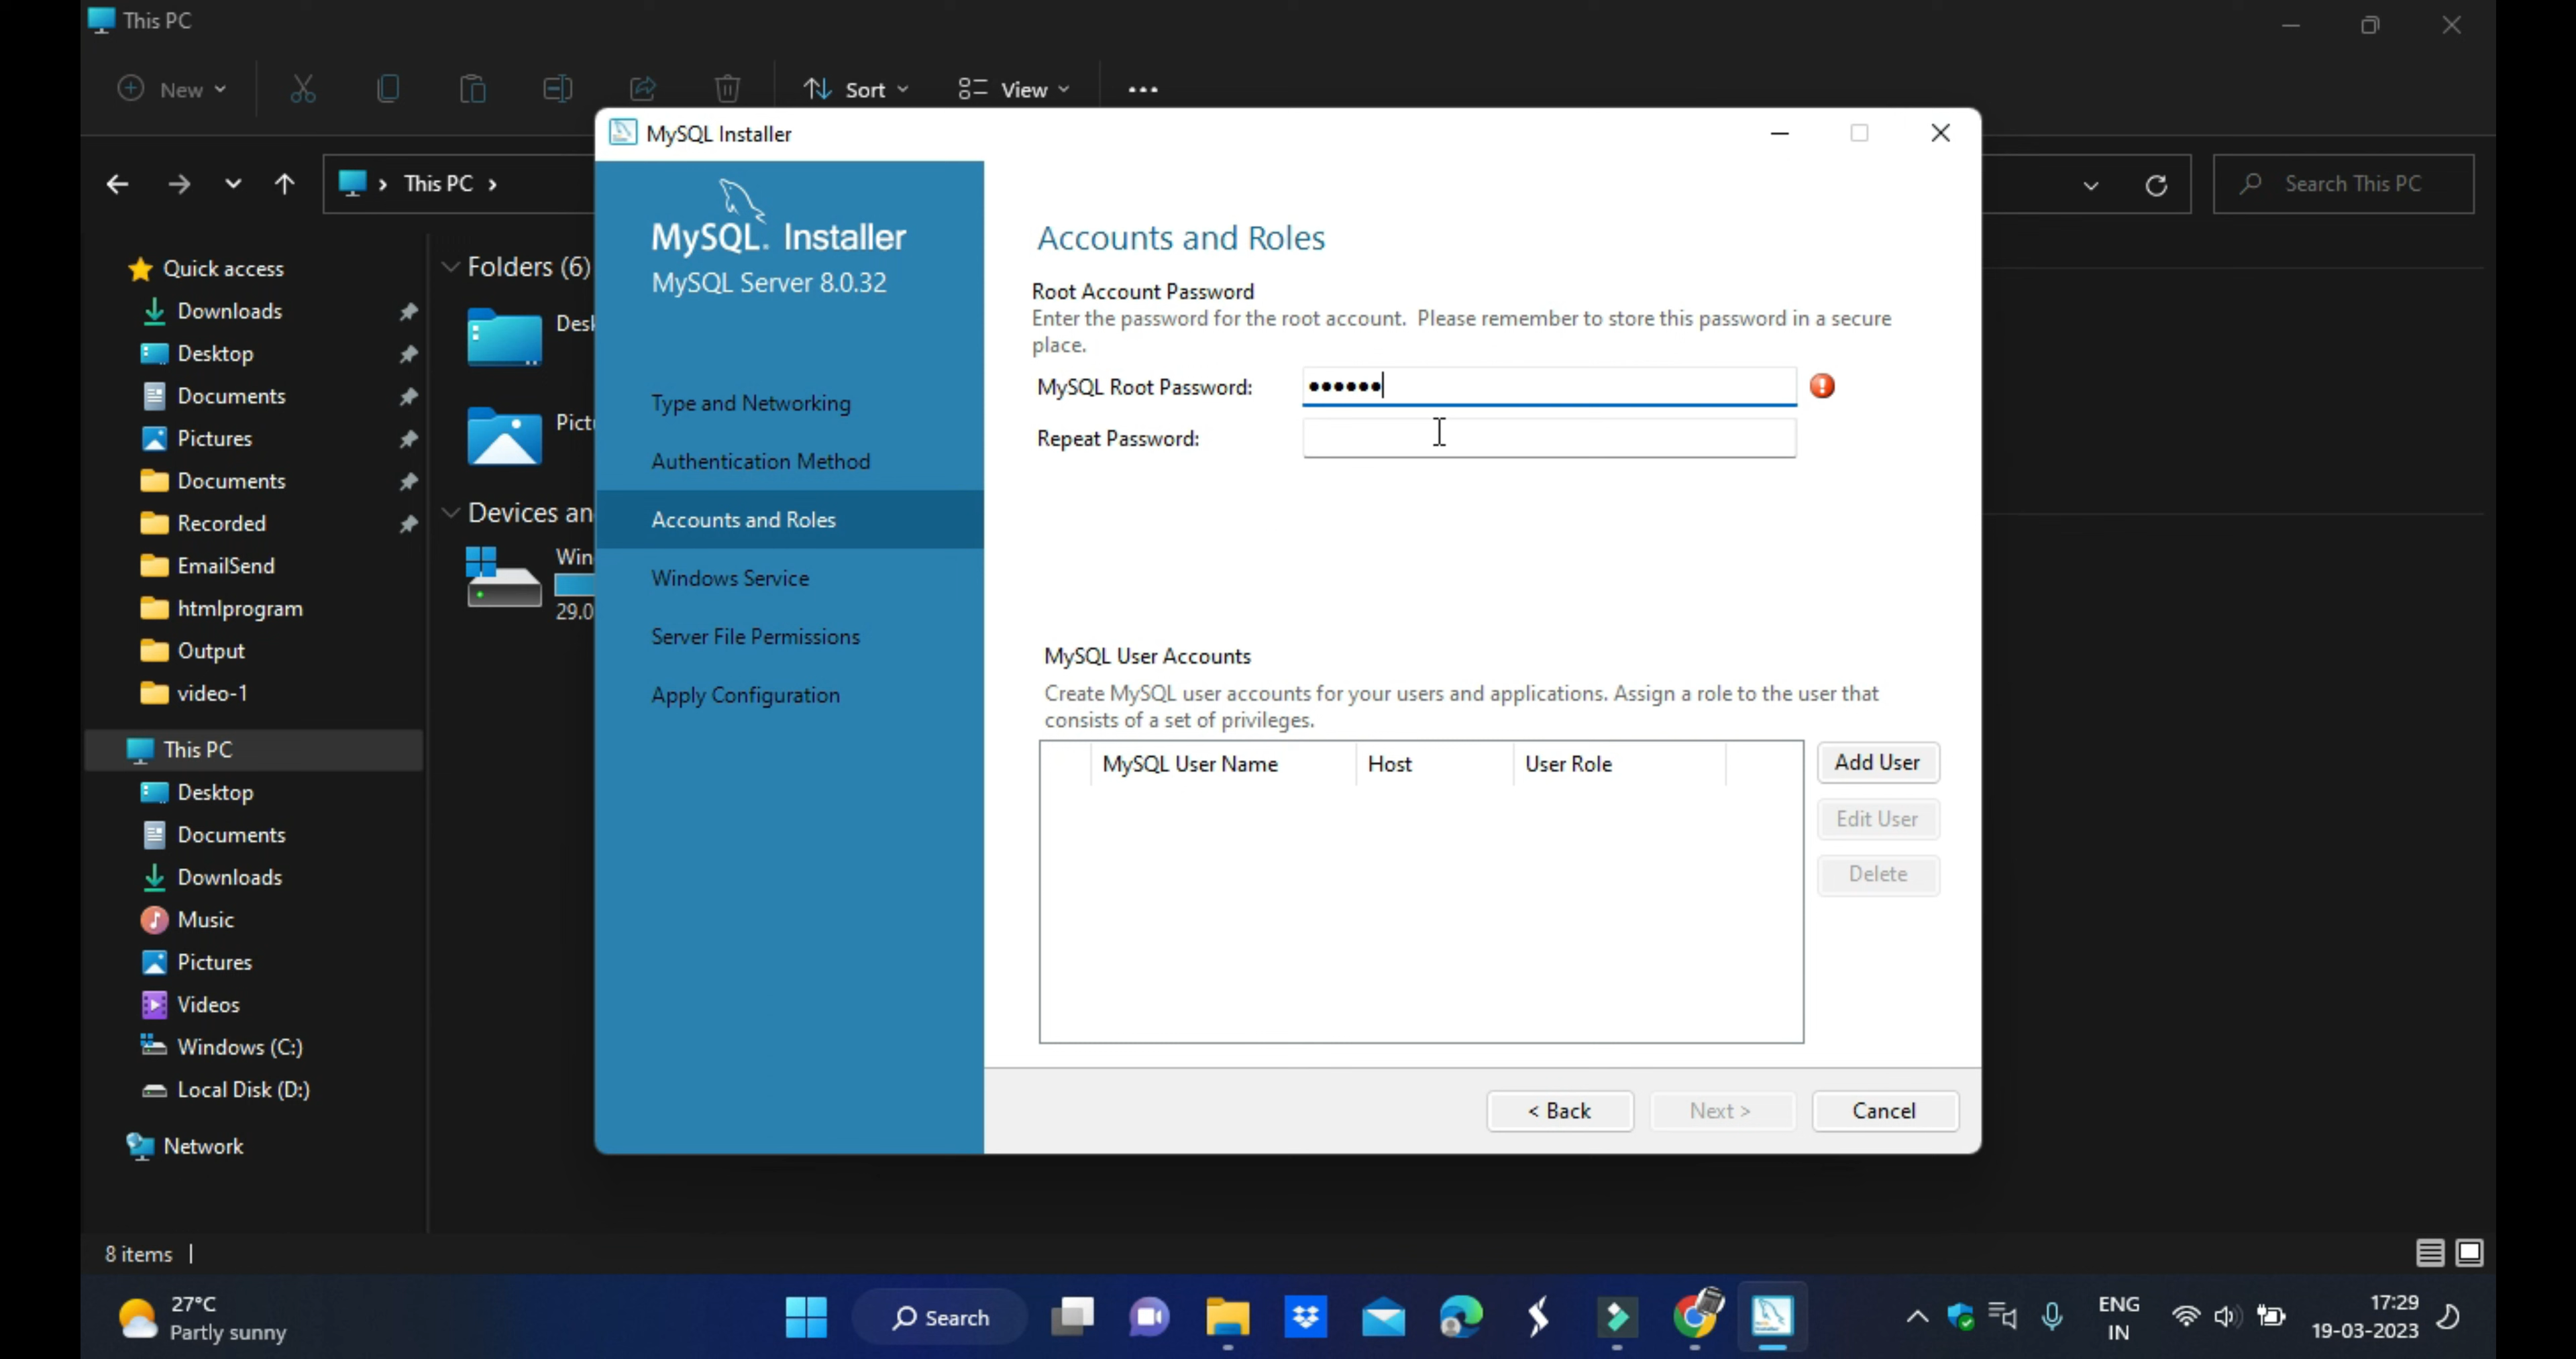 This PC
New
Sort
View
This PC
Search This PC
Quick access
Downloads
Desktop
Documents
Pictures
Documents
Recorded
EmailSend
htmlprogram
Output
video-1
This PC
Desktop
Documents
Downloads
Music
Pictures
Videos
Windows (C:)
Local Disk (D:)
Network
Folders (6)
Desk
Pictu
Devices an
Win
29.0
MySQL Installer
MySQL. Installer
MySQL Server 8.0.32
Type and Networking
Authentication Method
Accounts and Roles
Windows Service
Server File Permissions
Apply Configuration
Accounts and Roles
Root Account Password
Enter the password for the root account. Please remember to store this password in a secure
place.
MySQL Root Password: ••••••
Repeat Password:
MySQL User Accounts
Create MySQL user accounts for your users and applications. Assign a role to the user that
consists of a set of privileges.
MySQL User Name Host User Role
Add User
Edit User
Delete
< Back Next > Cancel
8 items
27°C
Partly sunny
Search
ENG
IN
17:29
19-03-2023